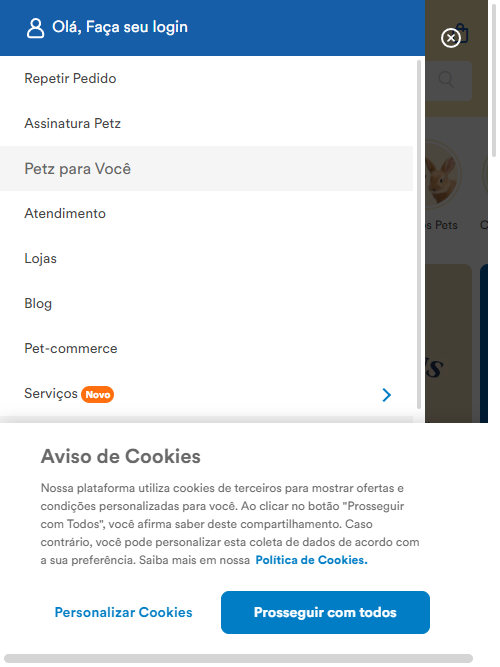 Olá, Faça seu login
Repetir Pedido
Assinatura Petz
Petz para Você
Atendimento
s Pets
Lojas
Blog
Pet-commerce
Serviços Novo
Aviso de Cookies
Nossa plataforma utiliza cookies de terceiros para mostrar ofertas e
condições personalizadas para você. Ao clicar no botão "Prosseguir
com Todos", você afirma saber deste compartilhamento. Caso
contrário, você pode personalizar esta coleta de dados de acordo com
a sua preferência. Saiba mais em nossa Política de Cookies.
Personalizar Cookies
Prosseguir com todos